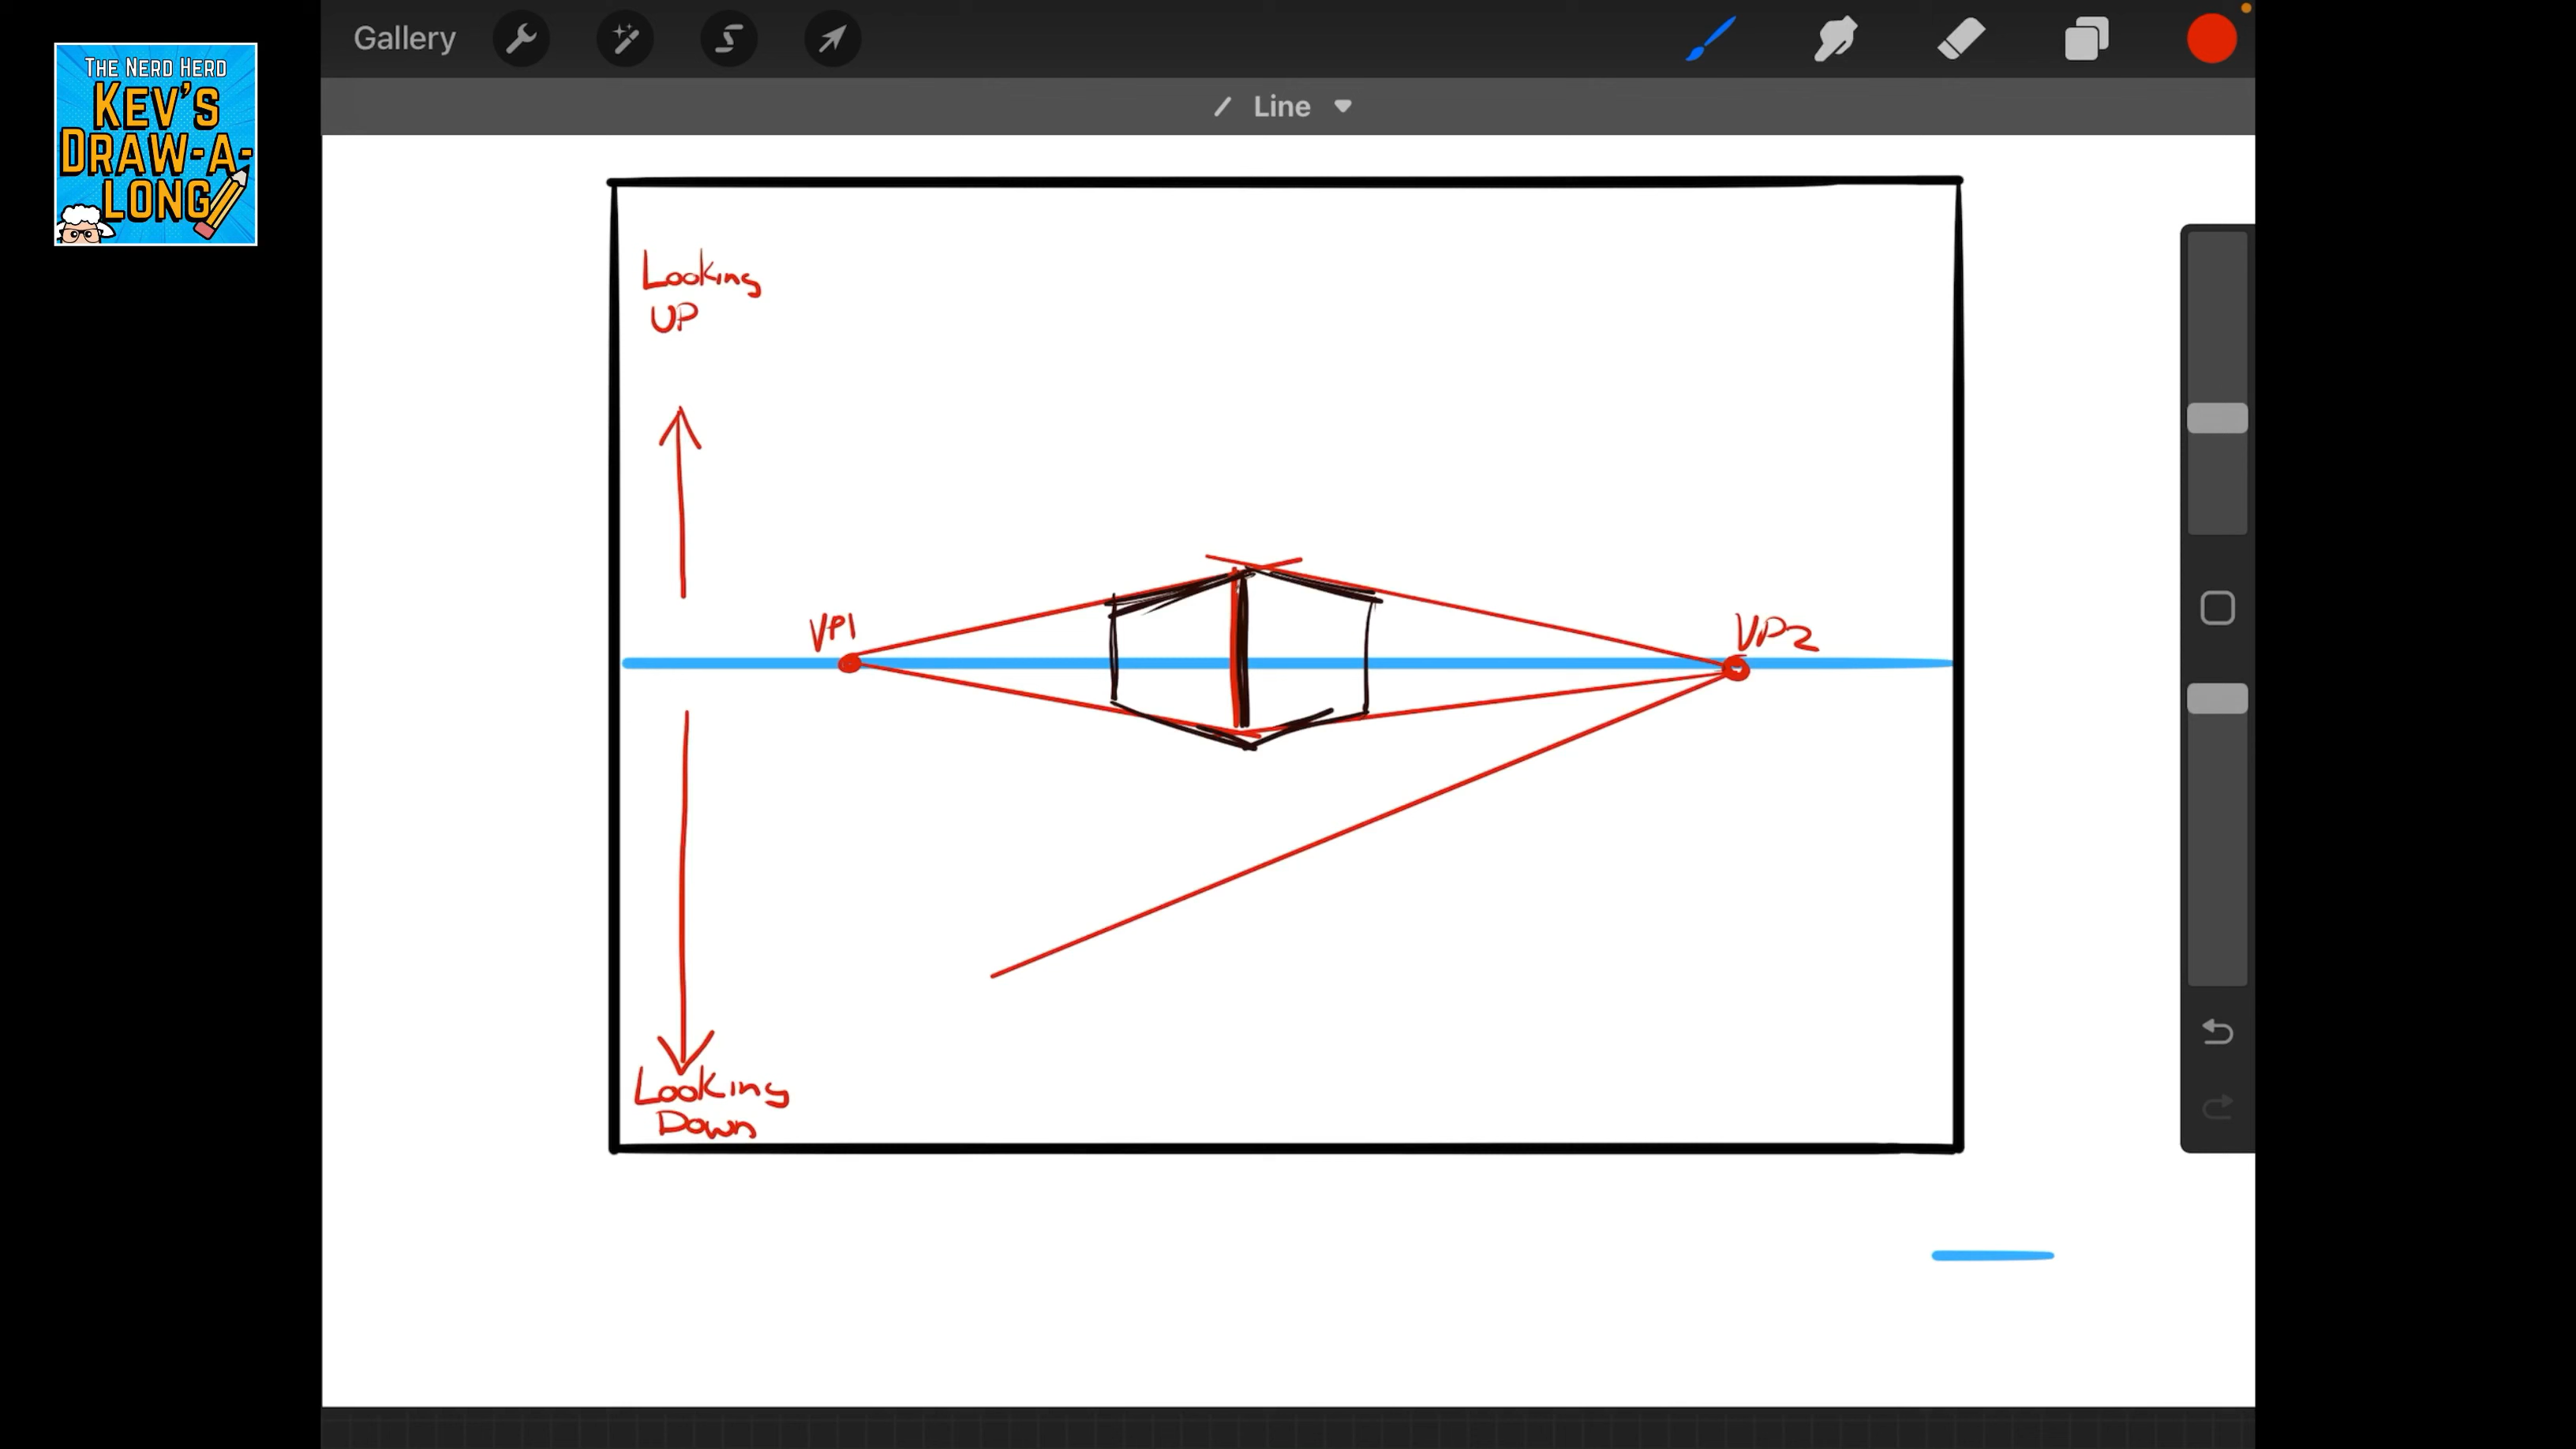 THE NERD HERD
KEV'S
DRAW-A-
LONG
Gallery
Line
Looking
UP
VP1
VP2
Looking
Down